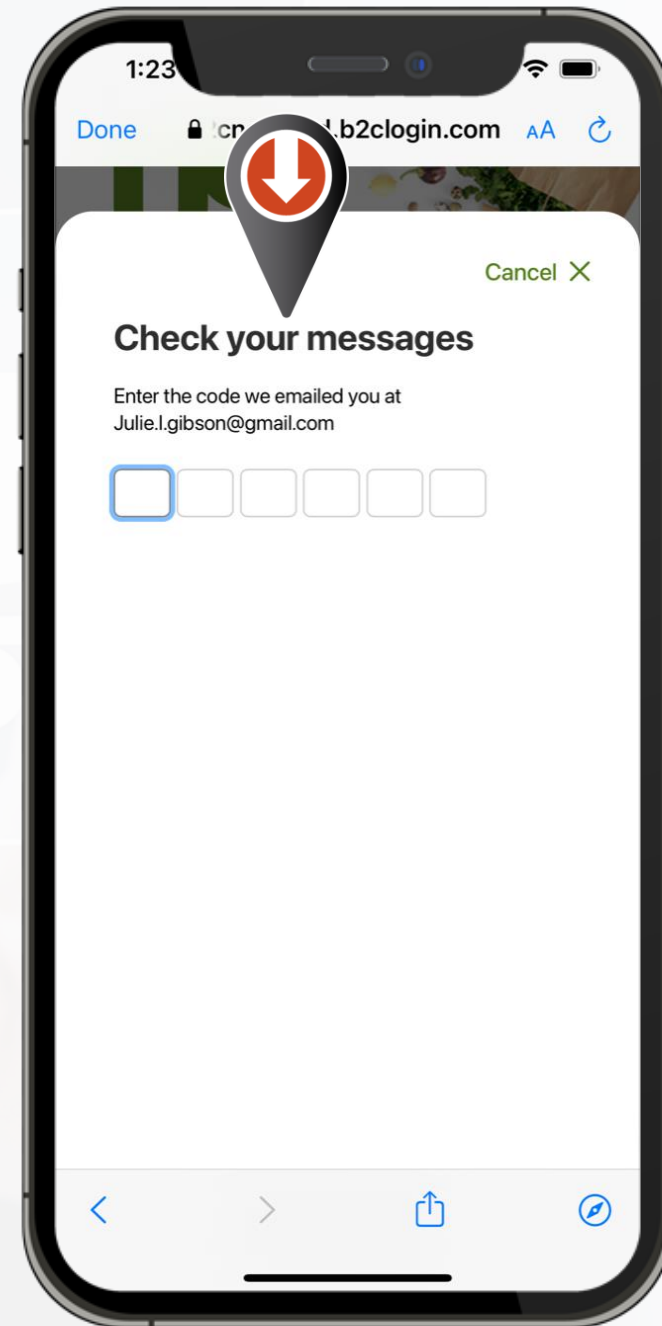 1:23
Done .b2clogin.com AA
Cancel
Check your messages
Enter the code we emailed you at
Julie.l.gibson@gmail.com